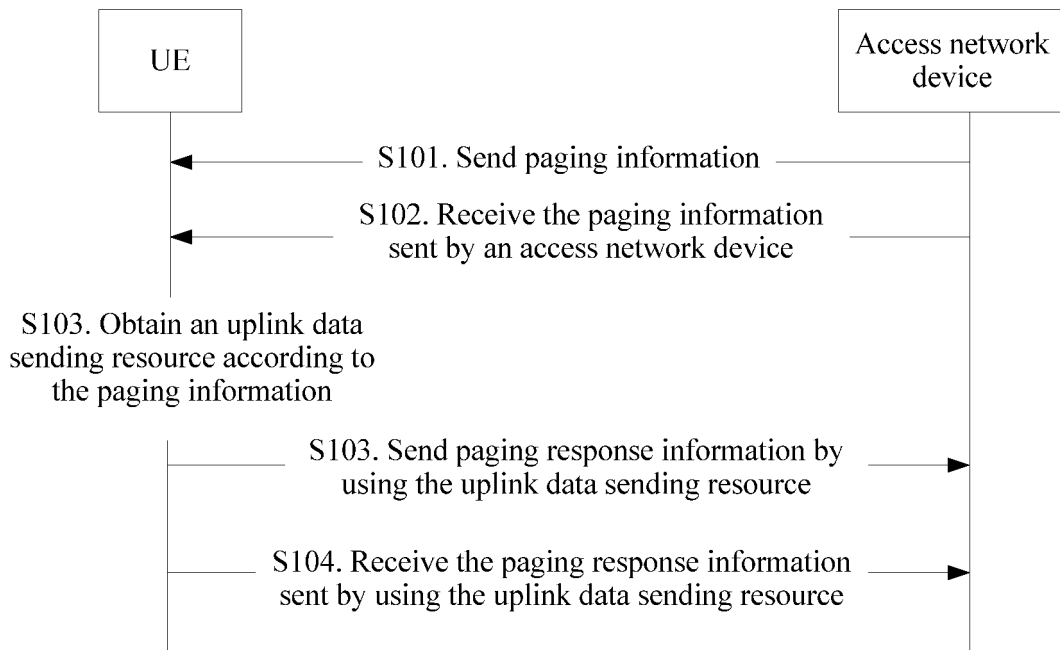 UE
Access network
device
S101. Send paging information
S102. Receive the paging information
sent by an access network device
S103. Obtain an uplink data
sending resource according to
the paging information
S103. Send paging response information by
using the uplink data sending resource
S104. Receive the paging response information
sent by using the uplink data sending resource